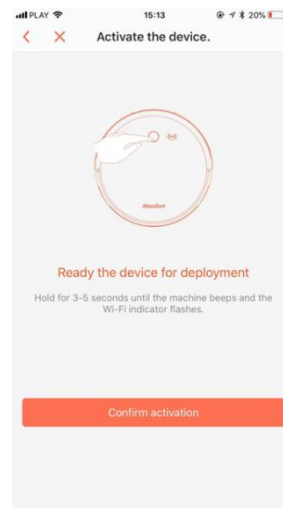 PLAY 15:13 20%
Activate the device.
Ready the device for deployment
Hold for 3-5 seconds until the machine beeps and the
Wi-Fi indicator flashes.
Confirm activation